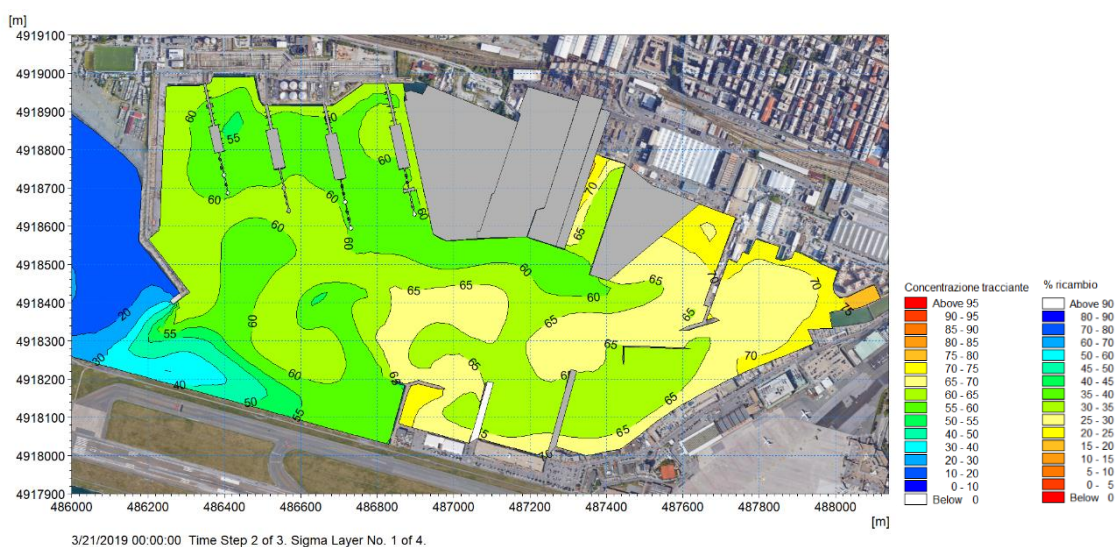 [m]
4919100
4919000
4918900
4918800
4918700
4918600
4918500
4918400
4918300
4918200
4918100
4918000
4917900
486000 486200 486400 486600 486800 487000 487200 487400 487600 487800 488000
[m]
60 55 60 60 60 60 60 70 65
60 60 60 65 65 70 70 75
20 30 55 60 65 65 65 65 70
40 50 55 60 65 65 65
Concentrazione tracciante
Above 95
90 - 95
85 - 90
80 - 85
75 - 80
70 - 75
65 - 70
60 - 65
55 - 60
50 - 55
40 - 50
30 - 40
20 - 30
10 - 20
0 - 10
Below 0
% ricambio
Above 90
80 - 90
70 - 80
60 - 70
50 - 60
45 - 50
40 - 45
35 - 40
30 - 35
25 - 30
20 - 25
15 - 20
10 - 15
5 - 10
0 - 5
Below 0
3/21/2019 00:00:00 Time Step 2 of 3. Sigma Layer No. 1 of 4.